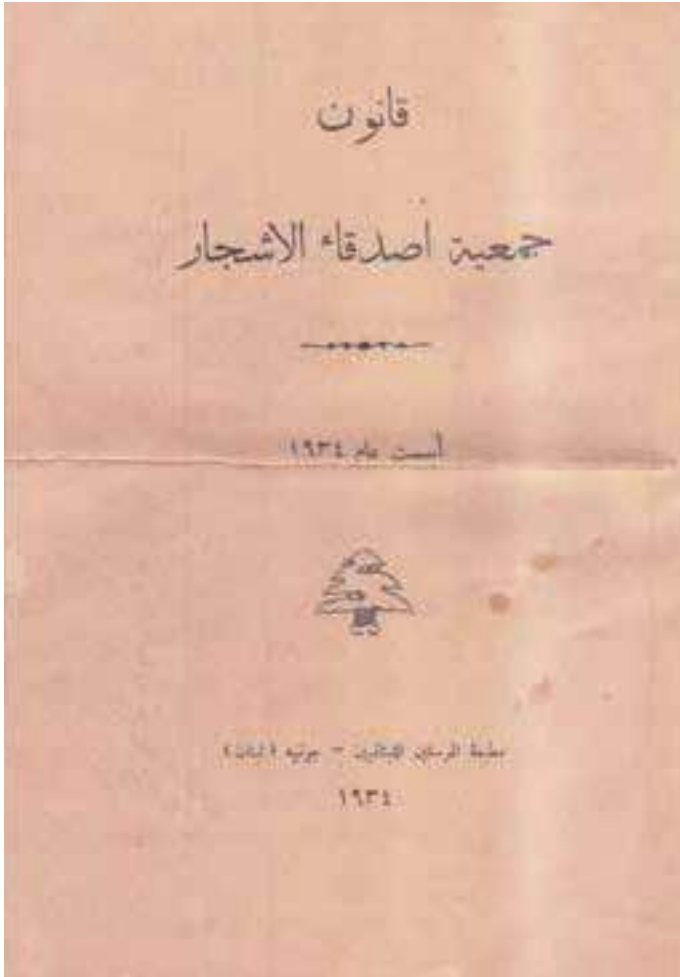 قانون
جمعية أصدقاء الاشجار
أسست عام ١٩٣٤
مطبعة المرسلين اللبنانيين - جونيه (لبنان)
١٩٣٤